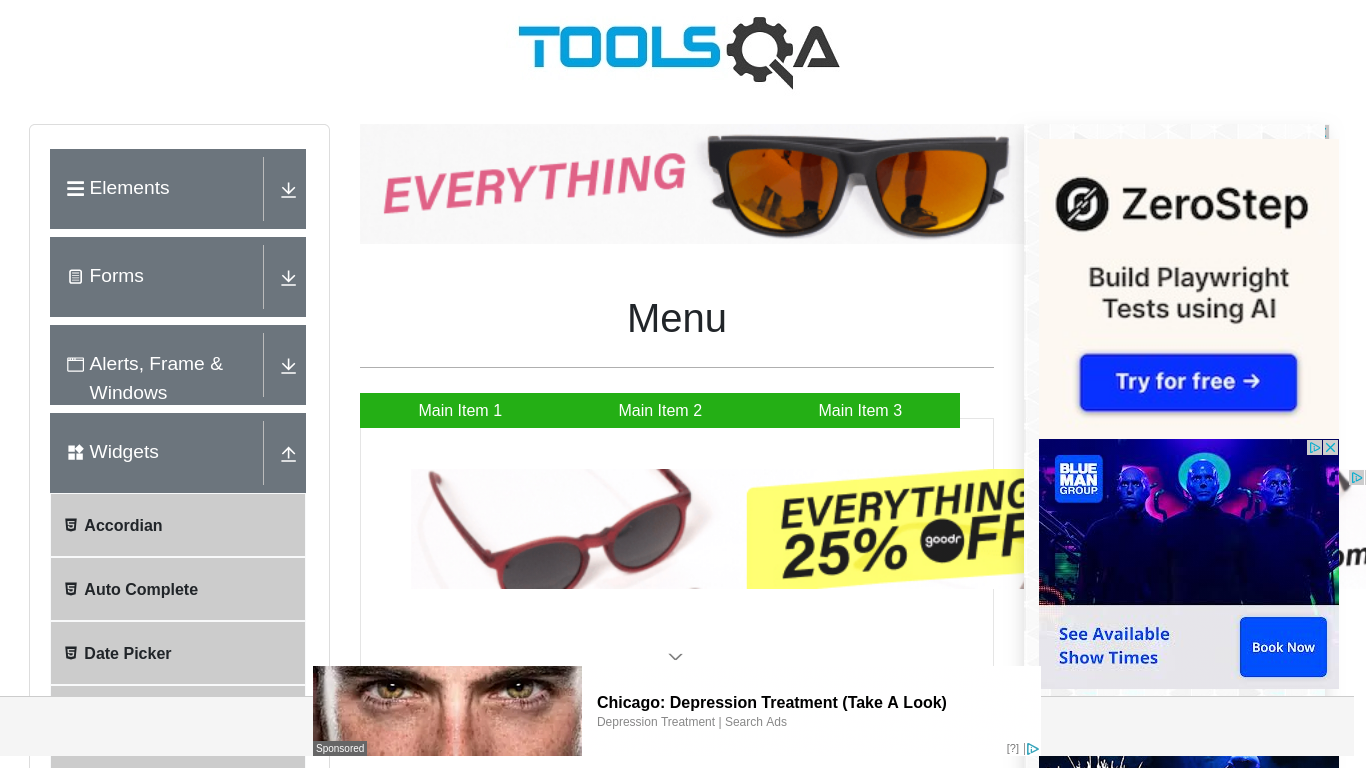 TOOLSQA
Elements
Forms
Alerts, Frame &
Windows
Widgets
Accordian
Auto Complete
Date Picker
EVERYTHING
Menu
Main Item 1
Main Item 2
Main Item 3
EVERYTHING
25% OFF
goodr
ZeroStep
Build Playwright
Tests using AI
Try for free →
BLUE
MAN
GROUP
See Available
Show Times
Book Now
om
Sponsored
Chicago: Depression Treatment (Take A Look)
Depression Treatment | Search Ads
[?]